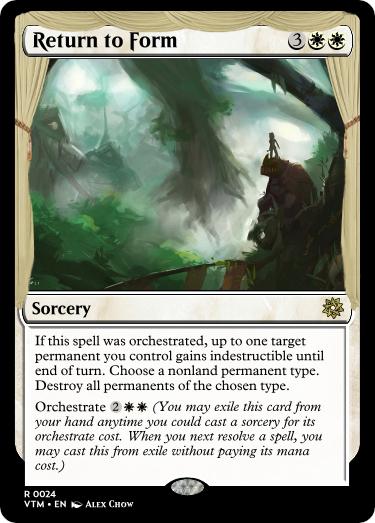 Return to Form 3
Sorcery
If this spell was orchestrated, up to one target
permanent you control gains indestructible until
end of turn. Choose a nonland permanent type.
Destroy all permanents of the chosen type.
Orchestrate 2 (You may exile this card from
your hand anytime you could cast a sorcery for its
orchestrate cost. When you next resolve a spell, you
may cast this from exile without paying its mana
cost.)
R 0024
VTM • EN Alex Chow